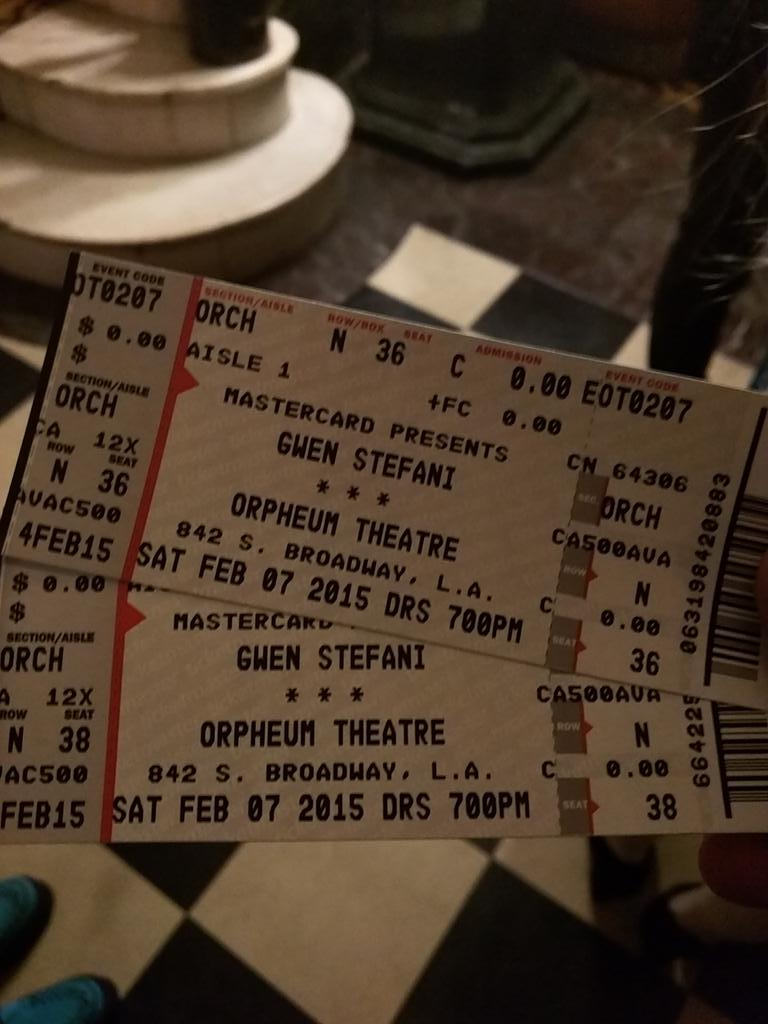 EVENT CODE
OT0207
$ 0.00
$
SECTION/AISLE
ORCH
CA 12X
ROW SEAT
N 36
AVAC500
4FEB15
SECTION/AISLE ROW/BOX SEAT ADMISSION EVENT CODE
ORCH N 36 C 0.00 EOT0207
AISLE 1 +FC 0.00
MASTERCARD PRESENTS
GWEN STEFANI
* * *
ORPHEUM THEATRE
842 S. BROADWAY, L.A.
SAT FEB 07 2015 DRS 700PM
CN 64306
SEC. ORCH
CA500AVA
ROW N
C 0.00
SEAT 36
063198420883
$ 0.00
$
SECTION/AISLE
ORCH
A 12X
ROW SEAT
N 38
AC500
FEB15
MASTERCARD
GWEN STEFANI
* * *
ORPHEUM THEATRE
842 S. BROADWAY, L.A.
SAT FEB 07 2015 DRS 700PM
CA500AVA
ROW N
C 0.00
SEAT 38